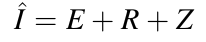 Î = E + R + Z